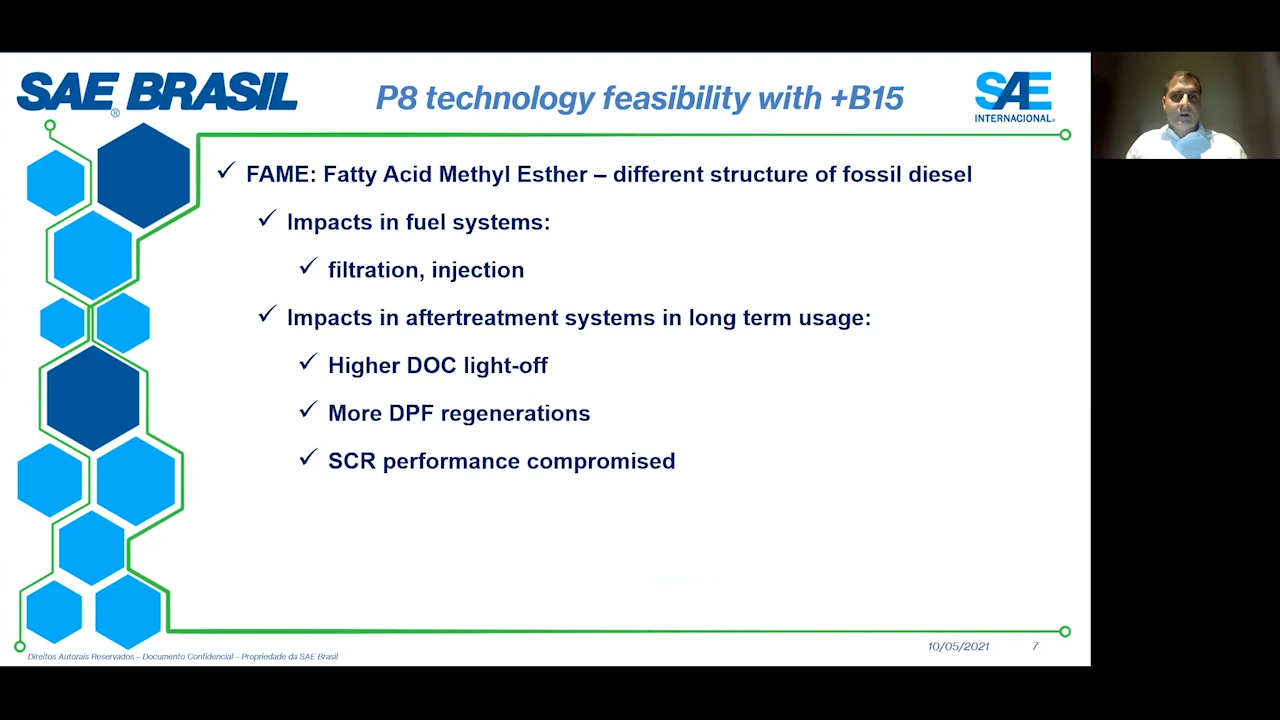 SAE BRASIL®
P8 technology feasibility with +B15
SAE
INTERNACIONAL®
✓ FAME: Fatty Acid Methyl Esther – different structure of fossil diesel
✓ Impacts in fuel systems:
✓ filtration, injection
✓ Impacts in aftertreatment systems in long term usage:
✓ Higher DOC light-off
✓ More DPF regenerations
✓ SCR performance compromised
Direitos Autorais Reservados – Documento Confidencial – Propriedade da SAE Brasil
10/05/2021 7